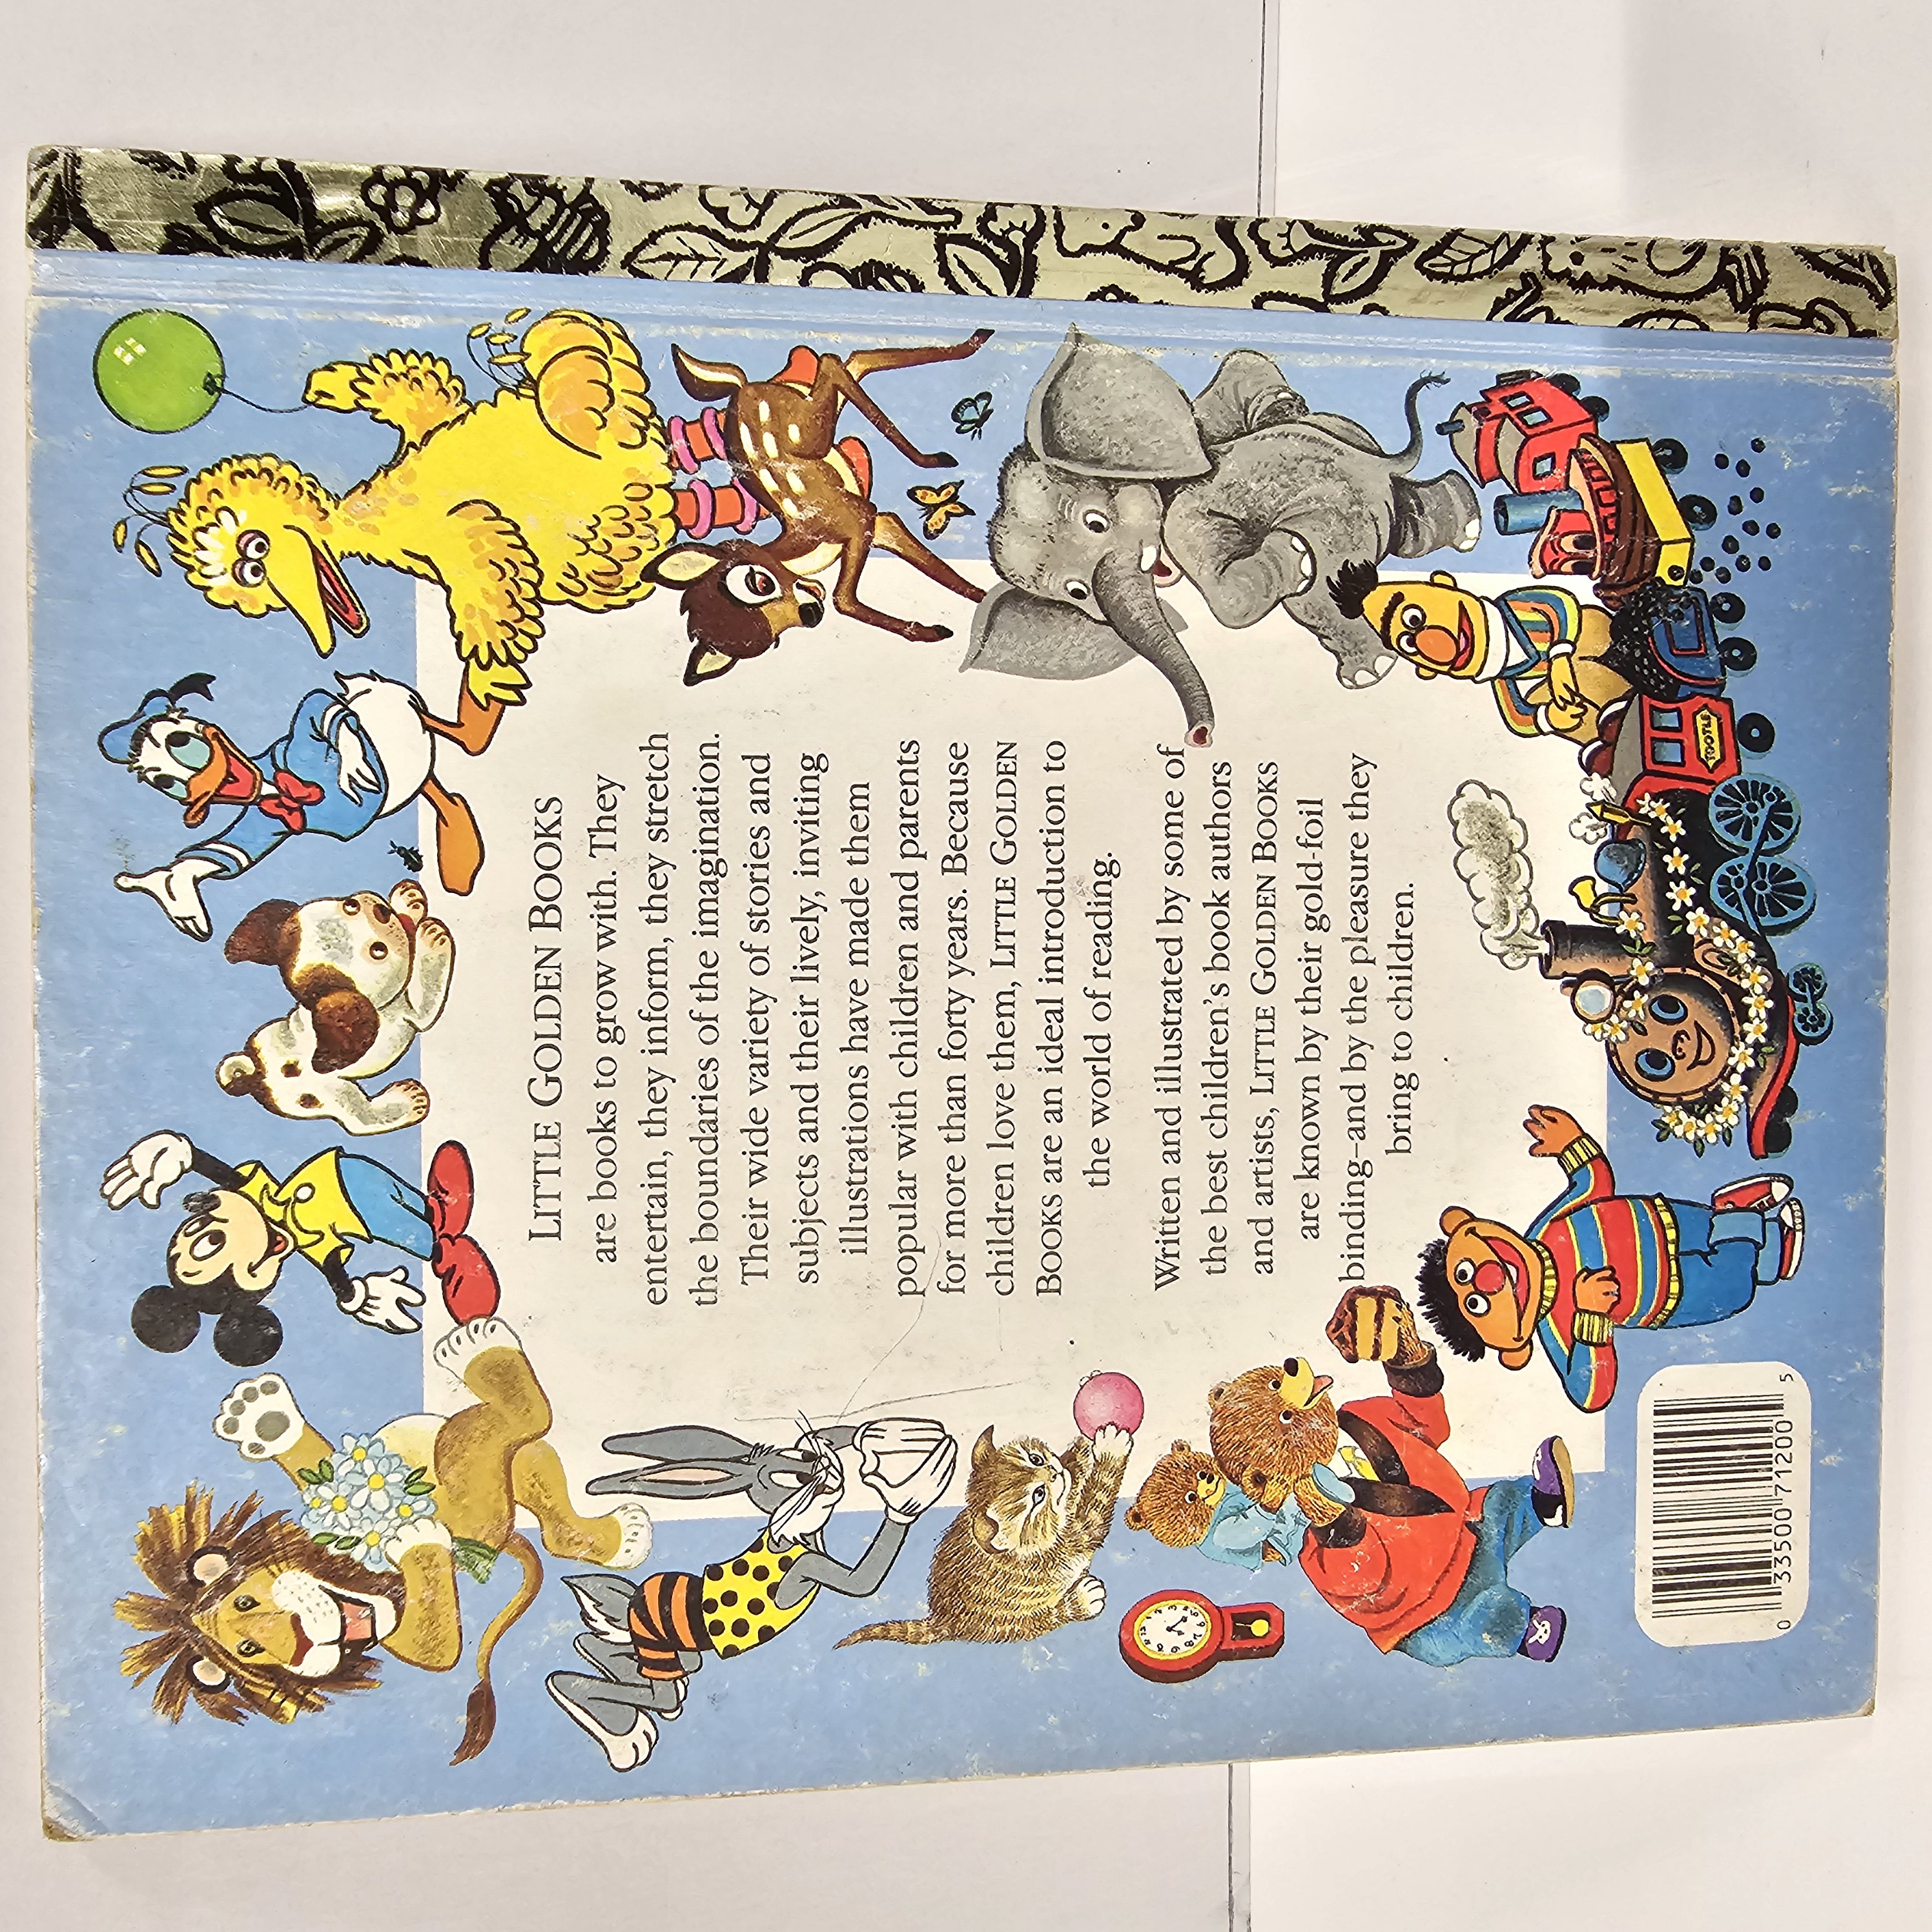 LITTLE GOLDEN BOOKS
are books to grow with. They
entertain, they inform, they stretch
the boundaries of the imagination.
Their wide variety of stories and
subjects and their lively, inviting
illustrations have made them
popular with children and parents
for more than forty years. Because
children love them, LITTLE GOLDEN
BOOKS are an ideal introduction to
the world of reading.
Written and illustrated by some of
the best children's book authors
and artists, LITTLE GOLDEN BOOKS
are known by their gold-foil
binding–and by the pleasure they
bring to children.
TOOTLE
0 33500 71200 5